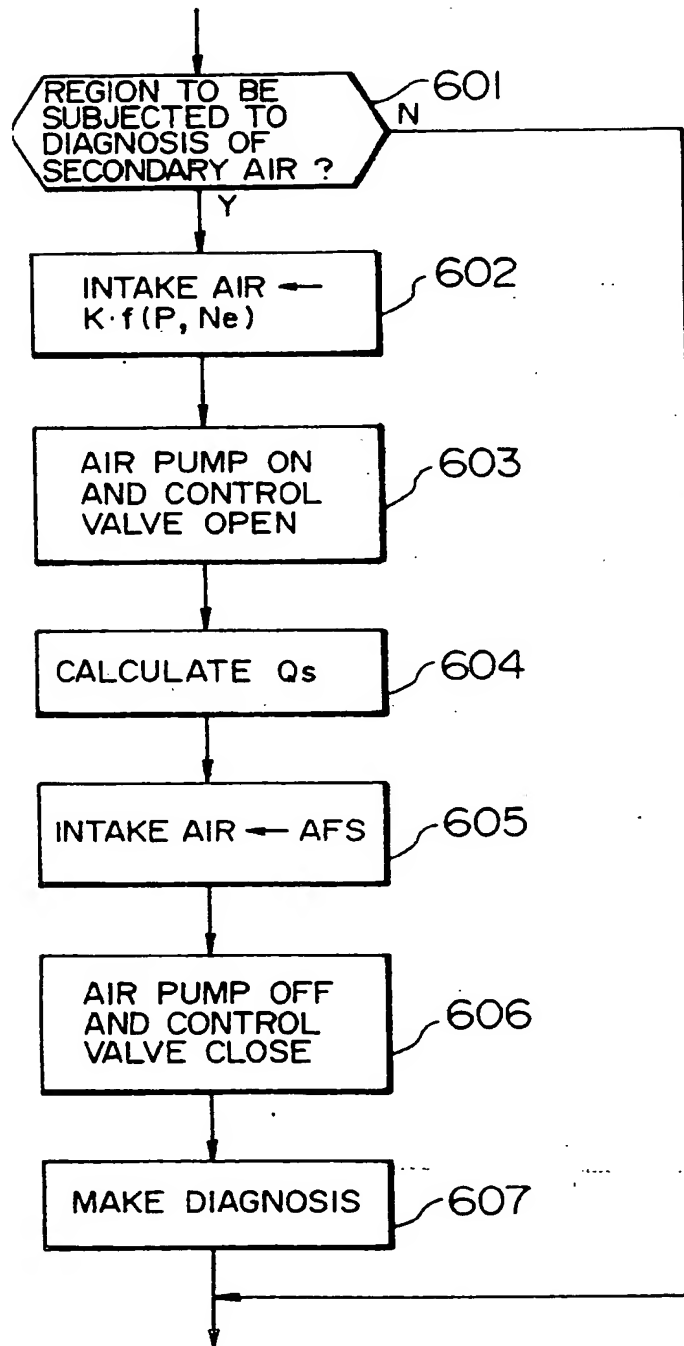 REGION TO BE
SUBJECTED TO
DIAGNOSIS OF
SECONDARY AIR ?
601
N
Y
INTAKE AIR ←
K·f(P, Ne)
602
AIR PUMP ON
AND CONTROL
VALVE OPEN
603
CALCULATE Qs
604
INTAKE AIR ← AFS
605
AIR PUMP OFF
AND CONTROL
VALVE CLOSE
606
MAKE DIAGNOSIS
607